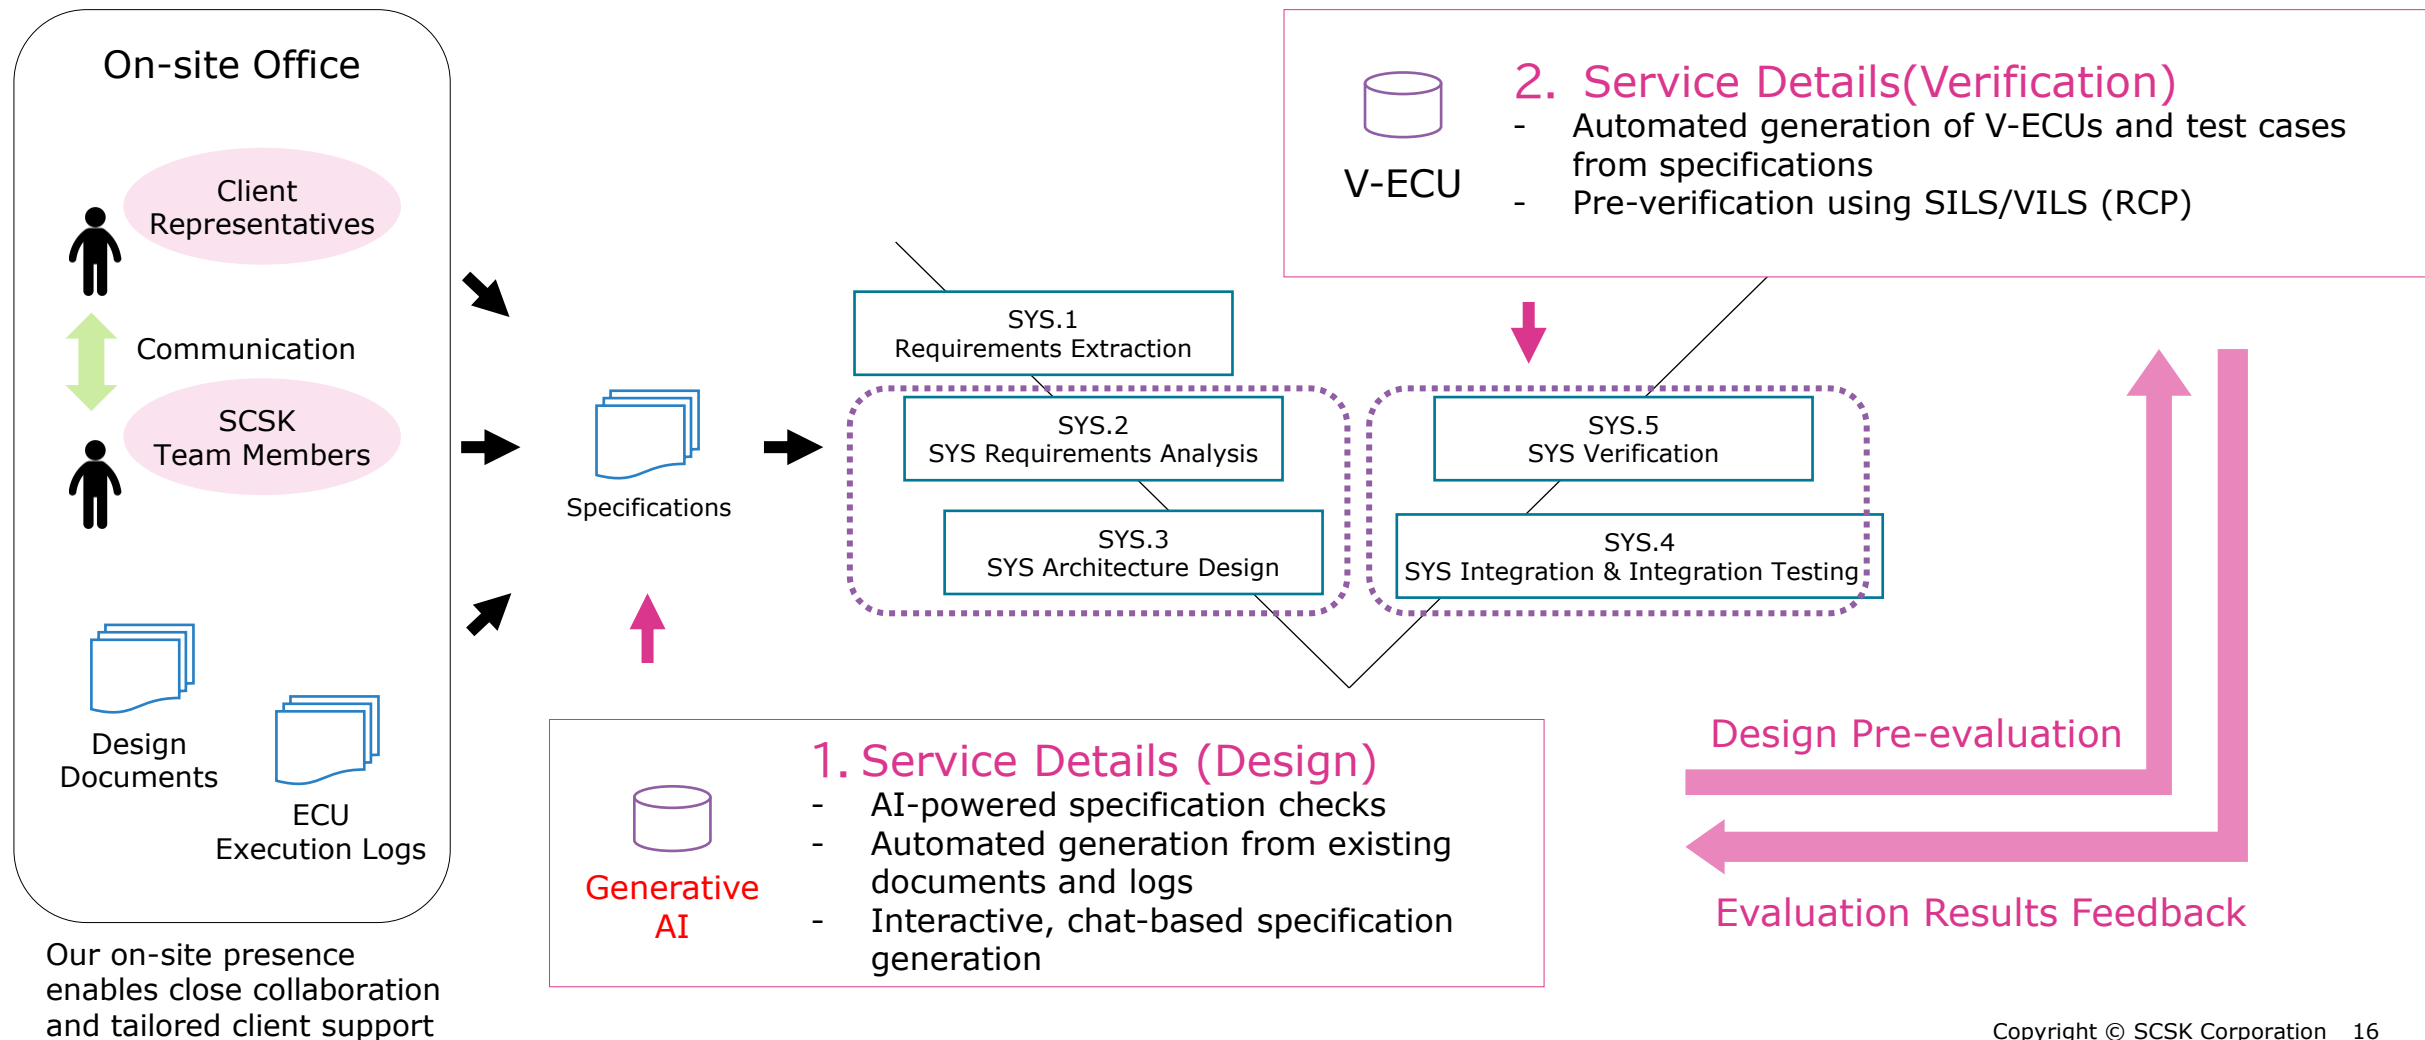 On-site Office
Client
Representatives
Communication
SCSK
Team Members
Design
Documents
ECU
Execution Logs
Our on-site presence
enables close collaboration
and tailored client support
Specifications
SYS.1
Requirements Extraction
SYS.2
SYS Requirements Analysis
SYS.3
SYS Architecture Design
SYS.5
SYS Verification
SYS.4
SYS Integration & Integration Testing
V-ECU
2. Service Details(Verification)
- Automated generation of V-ECUs and test cases
from specifications
- Pre-verification using SILS/VILS (RCP)
Generative
AI
1. Service Details (Design)
- AI-powered specification checks
- Automated generation from existing
documents and logs
- Interactive, chat-based specification
generation
Design Pre-evaluation
Evaluation Results Feedback
Copyright © SCSK Corporation 16